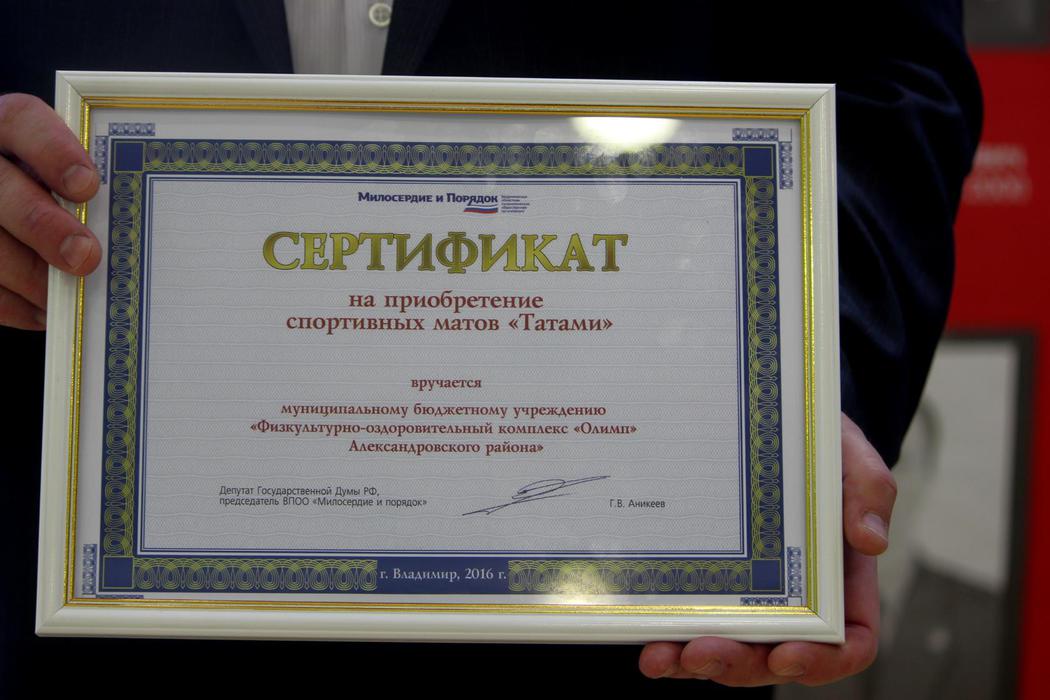 Милосердие и Порядок
СЕРТИФИКАТ
на приобретение
спортивных матов «Татами»
вручается
муниципальному бюджетному учреждению
«Физкультурно-оздоровительный комплекс «Олимп»
Александровского района»
Депутат Государственной Думы РФ,
председатель ВПОО «Милосердие и порядок»
Г.В. Аникеев
г. Владимир, 2016 г.